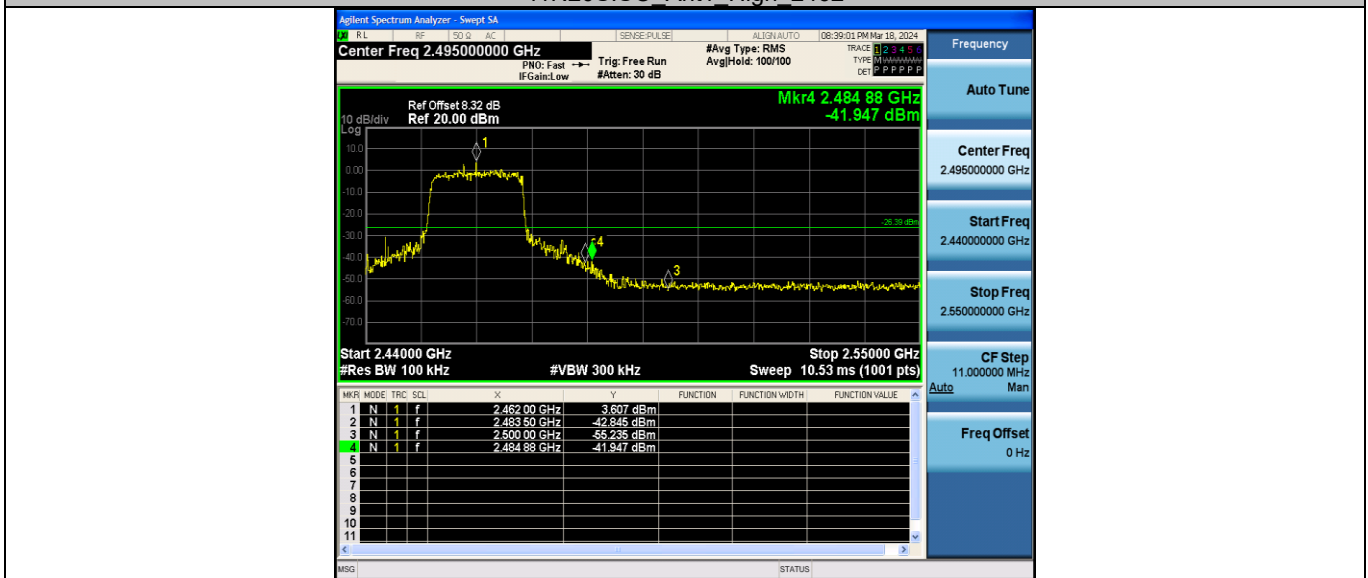 Agilent Spectrum Analyzer - Swept SA
RL RF 50 Ω AC SENSE:PULSE ALIGN AUTO 08:39:01 PM Mar 18, 2024
Center Freq 2.495000000 GHz #Avg Type: RMS TRACE 1 2 3 4 5 6
PNO: Fast Trig: Free Run Avg|Hold: 100/100 TYPE M
IFGain:Low #Atten: 30 dB DET P P P P P P
Frequency
Auto Tune
Mkr4 2.484 88 GHz
-41.947 dBm
Ref Offset 8.32 dB
10 dB/div Ref 20.00 dBm
Log
10.0
0.00
-10.0
-20.0
-30.0
-40.0
-50.0
-60.0
-70.0
1
4
3
-26.39 dBm
Center Freq
2.495000000 GHz
Start Freq
2.440000000 GHz
Stop Freq
2.550000000 GHz
Start 2.44000 GHz Stop 2.55000 GHz
#Res BW 100 kHz #VBW 300 kHz Sweep 10.53 ms (1001 pts)
CF Step
11.000000 MHz
Auto Man
MKR MODE TRC SCL X Y FUNCTION FUNCTION WIDTH FUNCTION VALUE
1 N 1 f 2.462 00 GHz 3.607 dBm
2 N 1 f 2.483 50 GHz -42.845 dBm
3 N 1 f 2.500 00 GHz -55.235 dBm
4 N 1 f 2.484 88 GHz -41.947 dBm
5
6
7
8
9
10
11
Freq Offset
0 Hz
MSG STATUS